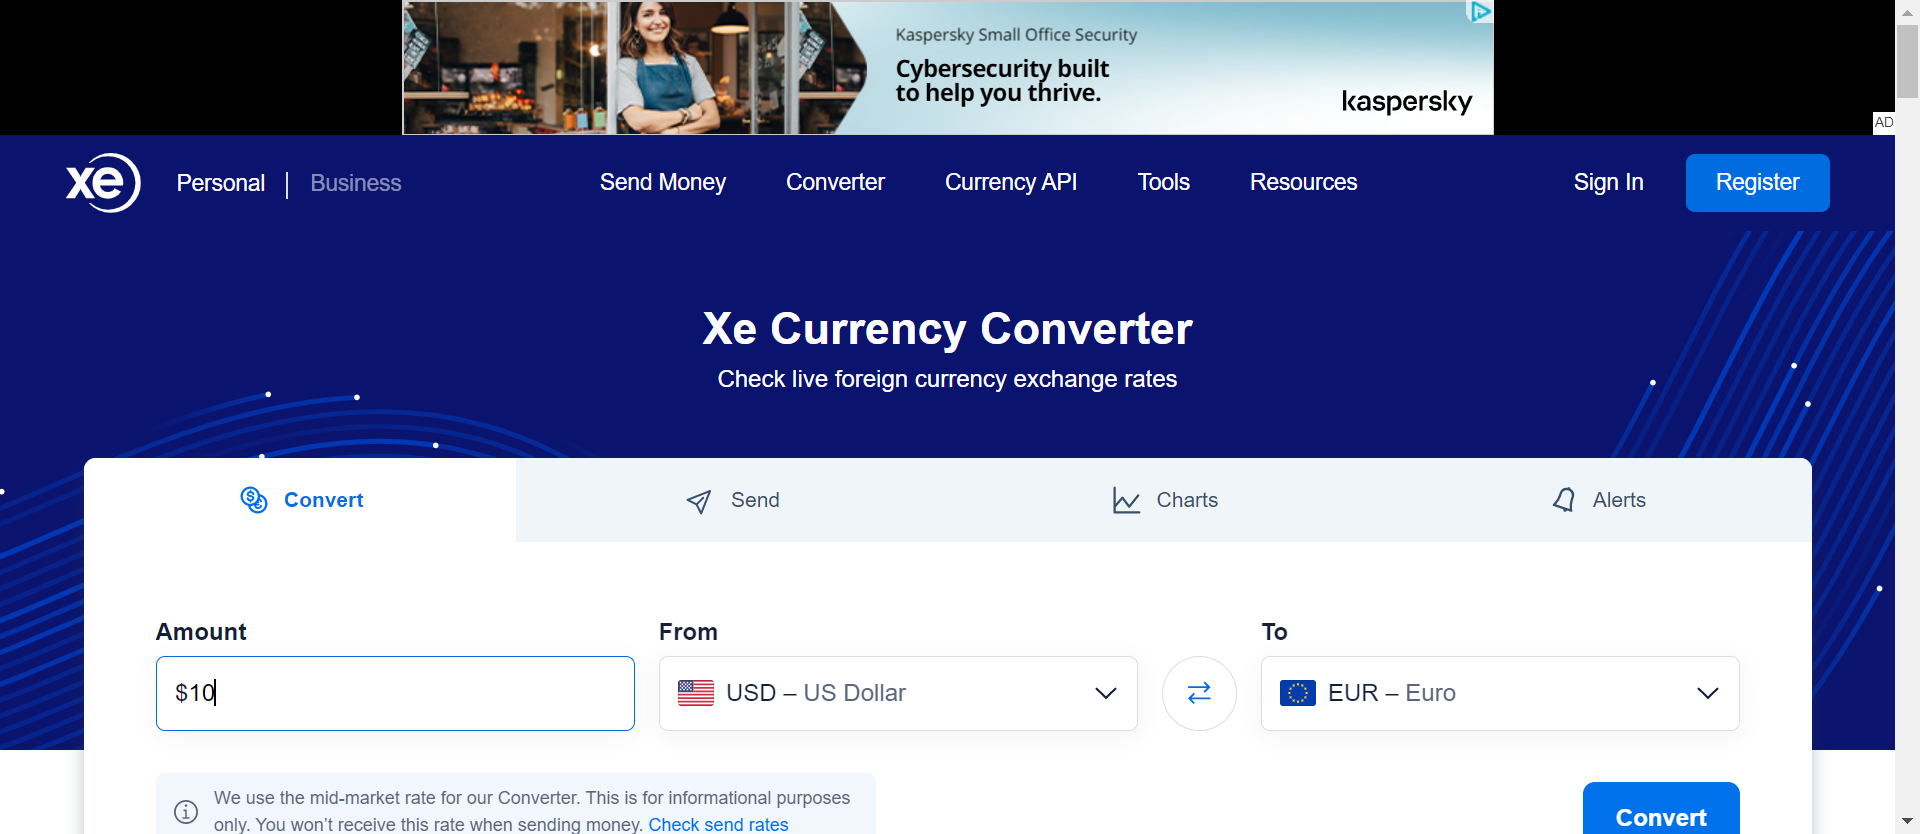 Kaspersky Small Office Security
Cybersecurity built
to help you thrive.
kaspersky
AD
xe
Personal | Business
Send Money
Converter
Currency API
Tools
Resources
Sign In
Register
Xe Currency Converter
Check live foreign currency exchange rates
Convert
Send
Charts
Alerts
Amount
From
To
$10
USD – US Dollar
EUR – Euro
We use the mid-market rate for our Converter. This is for informational purposes
only. You won’t receive this rate when sending money. Check send rates
Convert